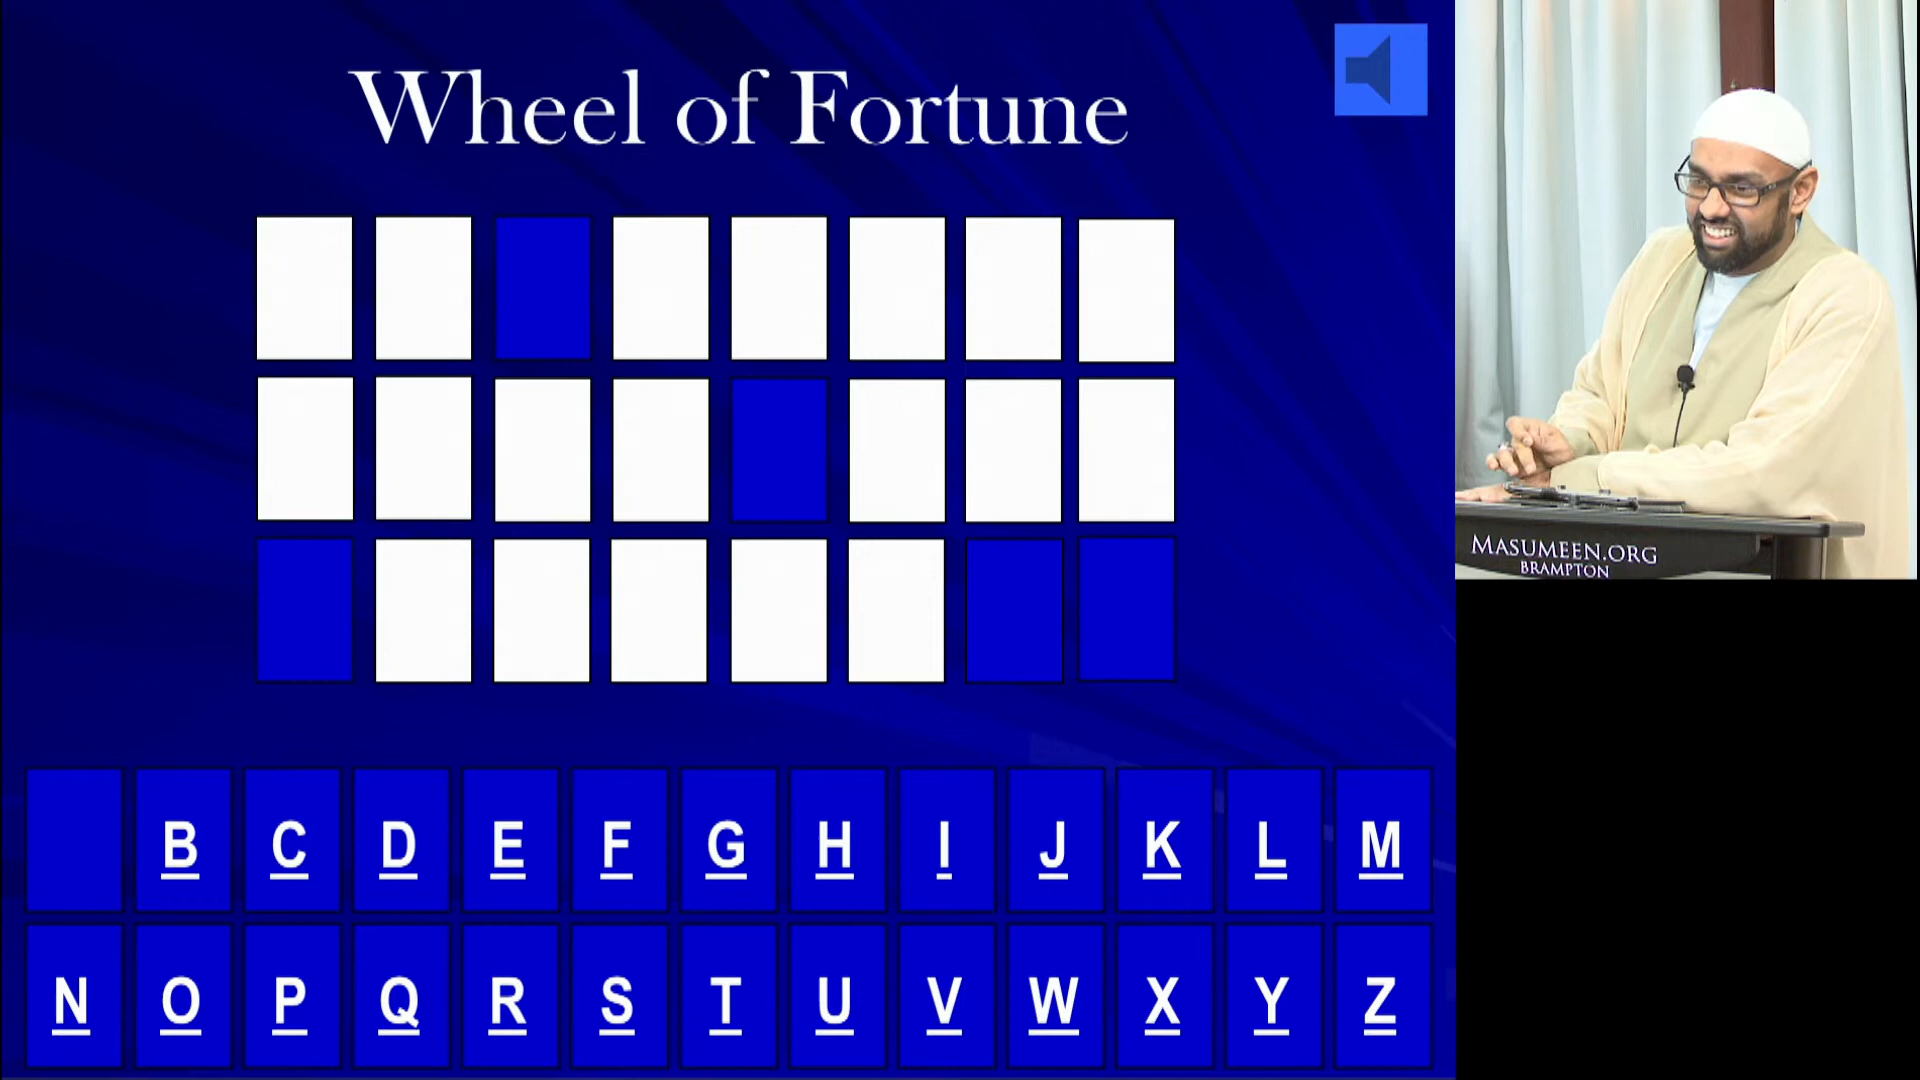 Wheel of Fortune
B C D E F G H I J K L M
N O P Q R S T U V W X Y Z
MASUMEEN.ORG
BRAMPTON